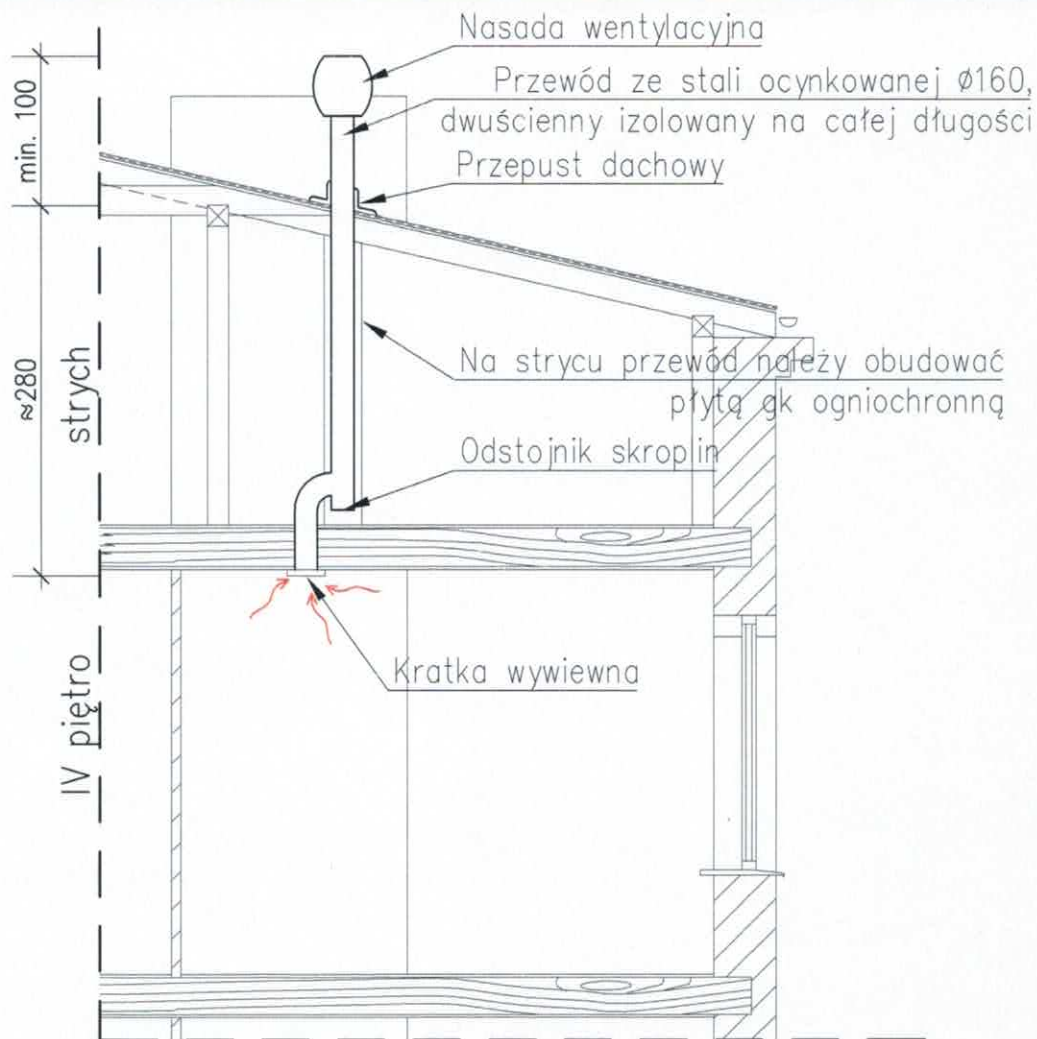 Nasada wentylacyjna
Przewód ze stali ocynkowanej Ø160,
dwuścienny izolowany na całej długości
Przepust dachowy
min. 100
≈280
strych
Na strycu przewód należy obudować
płytą gk ogniochronną
Odstojnik skroplin
Kratka wywiewna
IV piętro